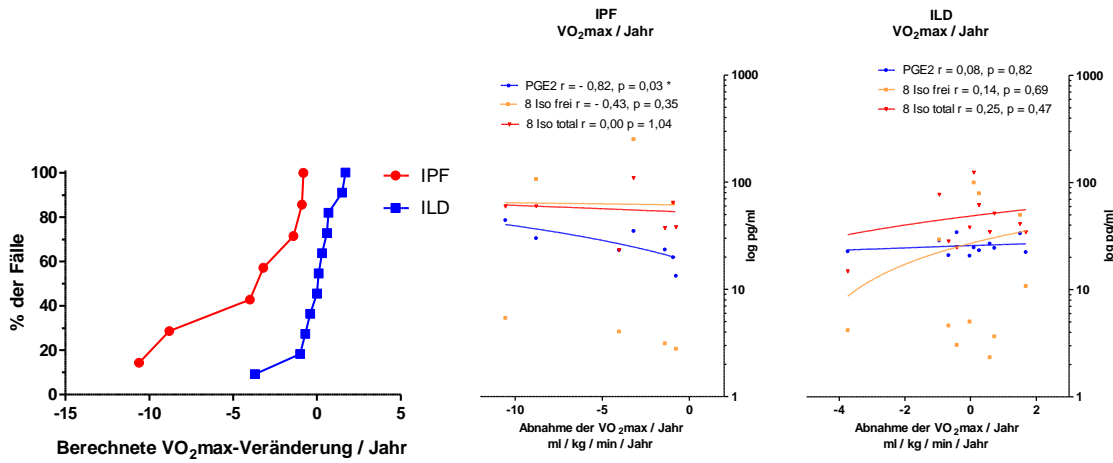 % der Fälle
100
80
60
40
20
0
-15
-10
-5
0
5
Berechnete VO₂max-Veränderung / Jahr
IPF
ILD
IPF
VO₂max / Jahr
PGE2 r = - 0,82, p = 0,03 *
8 Iso frei r = - 0,43, p = 0,35
8 Iso total r = 0,00 p = 1,04
1000
100
10
1
log pg/ml
-10
-5
0
Abnahme der VO₂max / Jahr
ml / kg / min / Jahr
ILD
VO₂max / Jahr
PGE2 r = 0,08, p = 0,82
8 Iso frei r = 0,14, p = 0,69
8 Iso total r = 0,25, p = 0,47
1000
100
10
1
log pg/ml
-4
-2
0
2
Abnahme der VO₂max / Jahr
ml / kg / min / Jahr